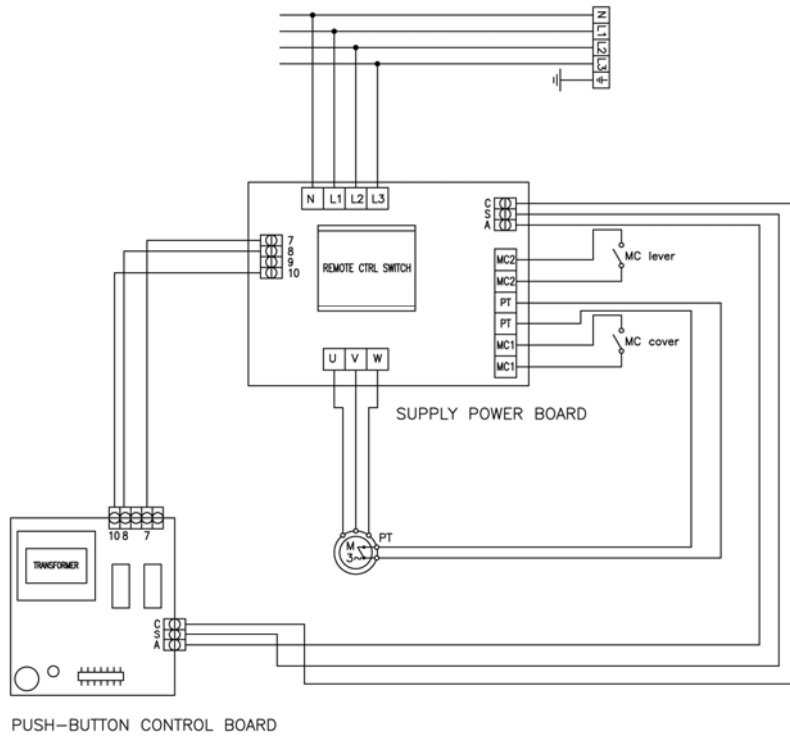 N
L1
L2
L3
N L1 L2 L3
C
S
A
7
8
9
10
REMOTE CTRL SWITCH
MC2
MC2
PT
PT
MC1
MC1
MC lever
MC cover
U V W
SUPPLY POWER BOARD
PT
M
3~
10 8 7
TRANSFORMER
C
S
A
PUSH-BUTTON CONTROL BOARD